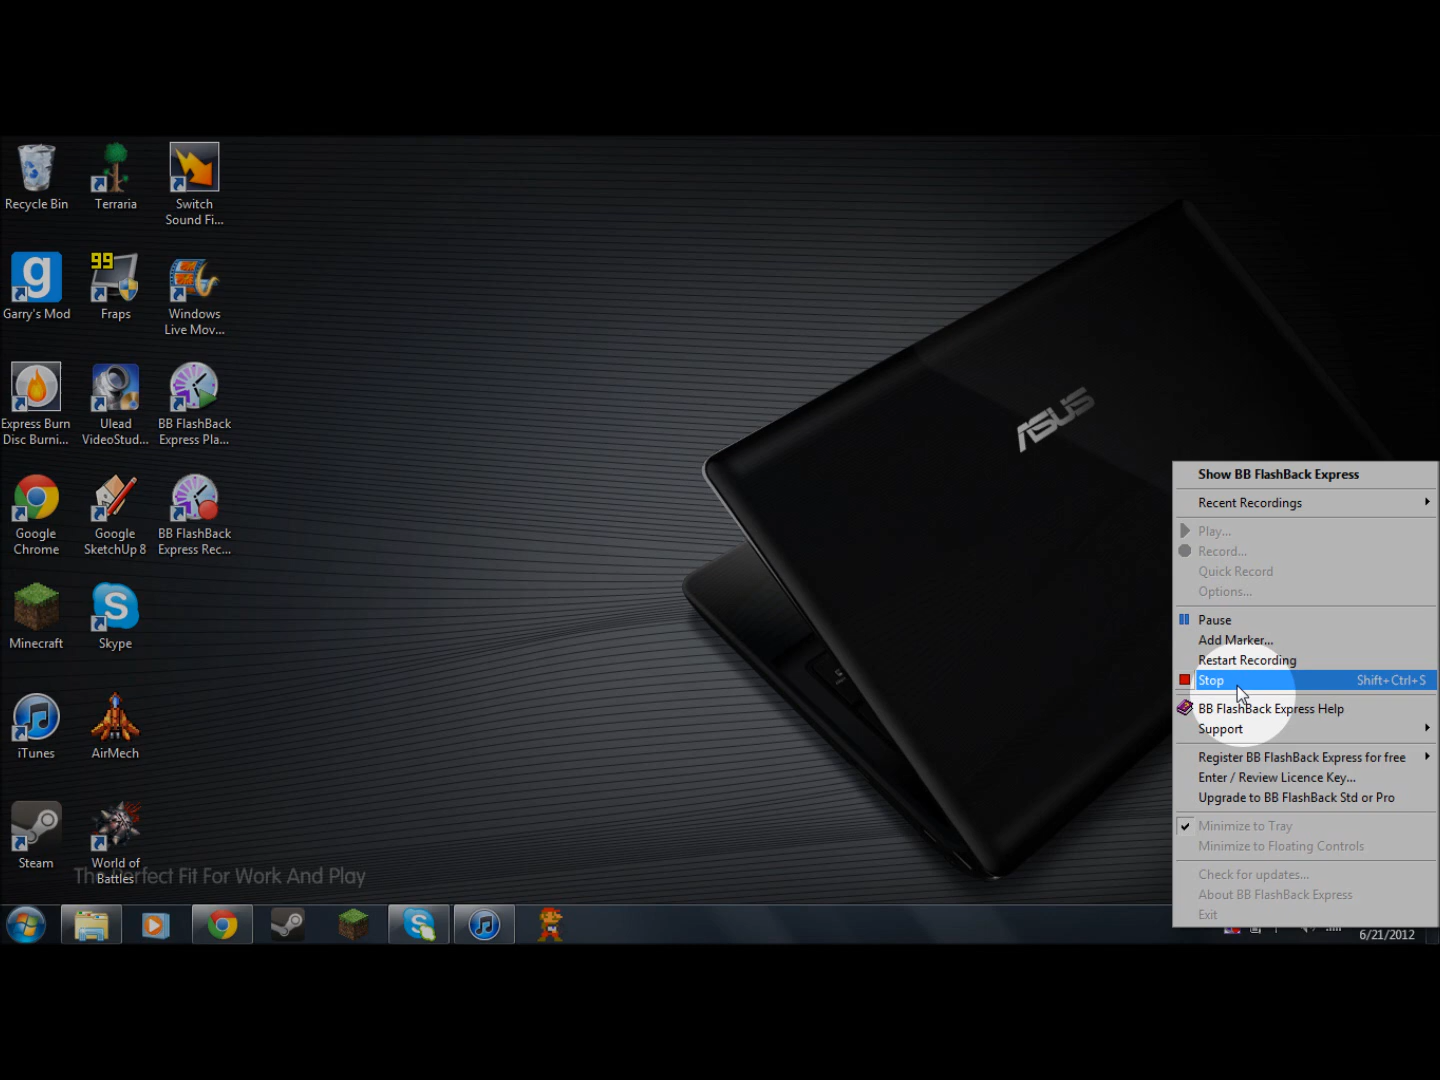 Recycle Bin
Terraria
Switch
Sound Fi...
99
g
Garry's Mod
Fraps
Windows
Live Mov...
Express Burn
Disc Burni...
Ulead
VideoStud...
BB FlashBack
Express Pla...
Google
Chrome
Google
SketchUp 8
BB FlashBack
Express Rec...
Minecraft
Skype
iTunes
AirMech
Steam
World of
Battles
The Perfect Fit For Work And Play
ASUS
Show BB FlashBack Express
Recent Recordings
Play...
Record...
Quick Record
Options...
Pause
Add Marker...
Restart Recording
Stop Shift+Ctrl+S
BB FlashBack Express Help
Support
Register BB FlashBack Express for free
Enter / Review Licence Key...
Upgrade to BB FlashBack Std or Pro
Minimize to Tray
Minimize to Floating Controls
Check for updates...
About BB FlashBack Express
Exit
6/21/2012